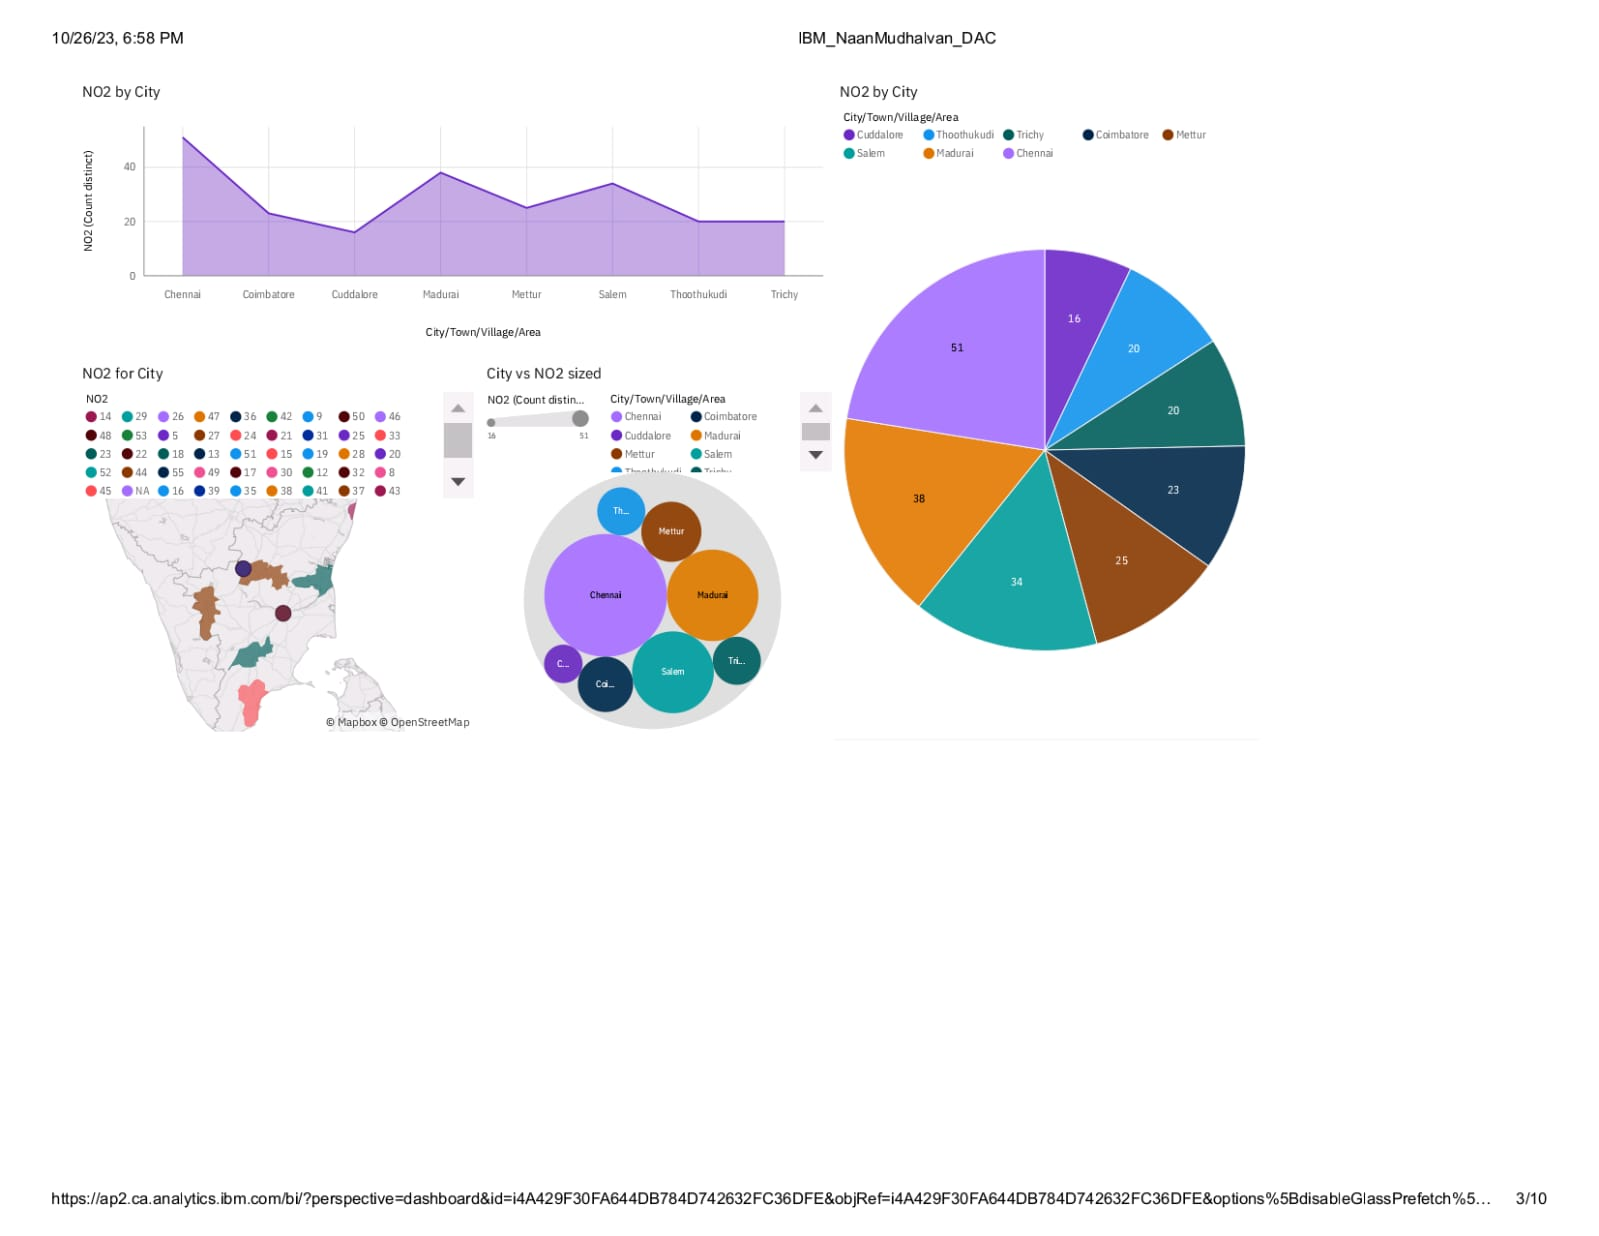 10/26/23, 6:58 PM
IBM_NaanMudhalvan_DAC
NO2 by City
NO2 (Count distinct)
40
20
0
Chennai Coimbatore Cuddalore Madurai Mettur Salem Thoothukudi Trichy
City/Town/Village/Area
NO2 by City
City/Town/Village/Area
Cuddalore Thoothukudi Trichy Coimbatore Mettur
Salem Madurai Chennai
16
20
20
23
25
34
38
51
NO2 for City
NO2
14 29 26 47 36 42 9 50 46
48 53 5 27 24 21 31 25 33
23 22 18 13 51 15 19 28 20
52 44 55 49 17 30 12 32 8
45 NA 16 39 35 38 41 37 43
© Mapbox © OpenStreetMap
City vs NO2 sized
NO2 (Count distin...
16 51
City/Town/Village/Area
Chennai Coimbatore
Cuddalore Madurai
Mettur Salem
Thoothukudi Trichy
Th...
Mettur
Chennai
Madurai
C...
Coi...
Salem
Tri...
https://ap2.ca.analytics.ibm.com/bi/?perspective=dashboard&id=i4A429F30FA644DB784D742632FC36DFE&objRef=i4A429F30FA644DB784D742632FC36DFE&options%5BdisableGlassPrefetch%5...
3/10